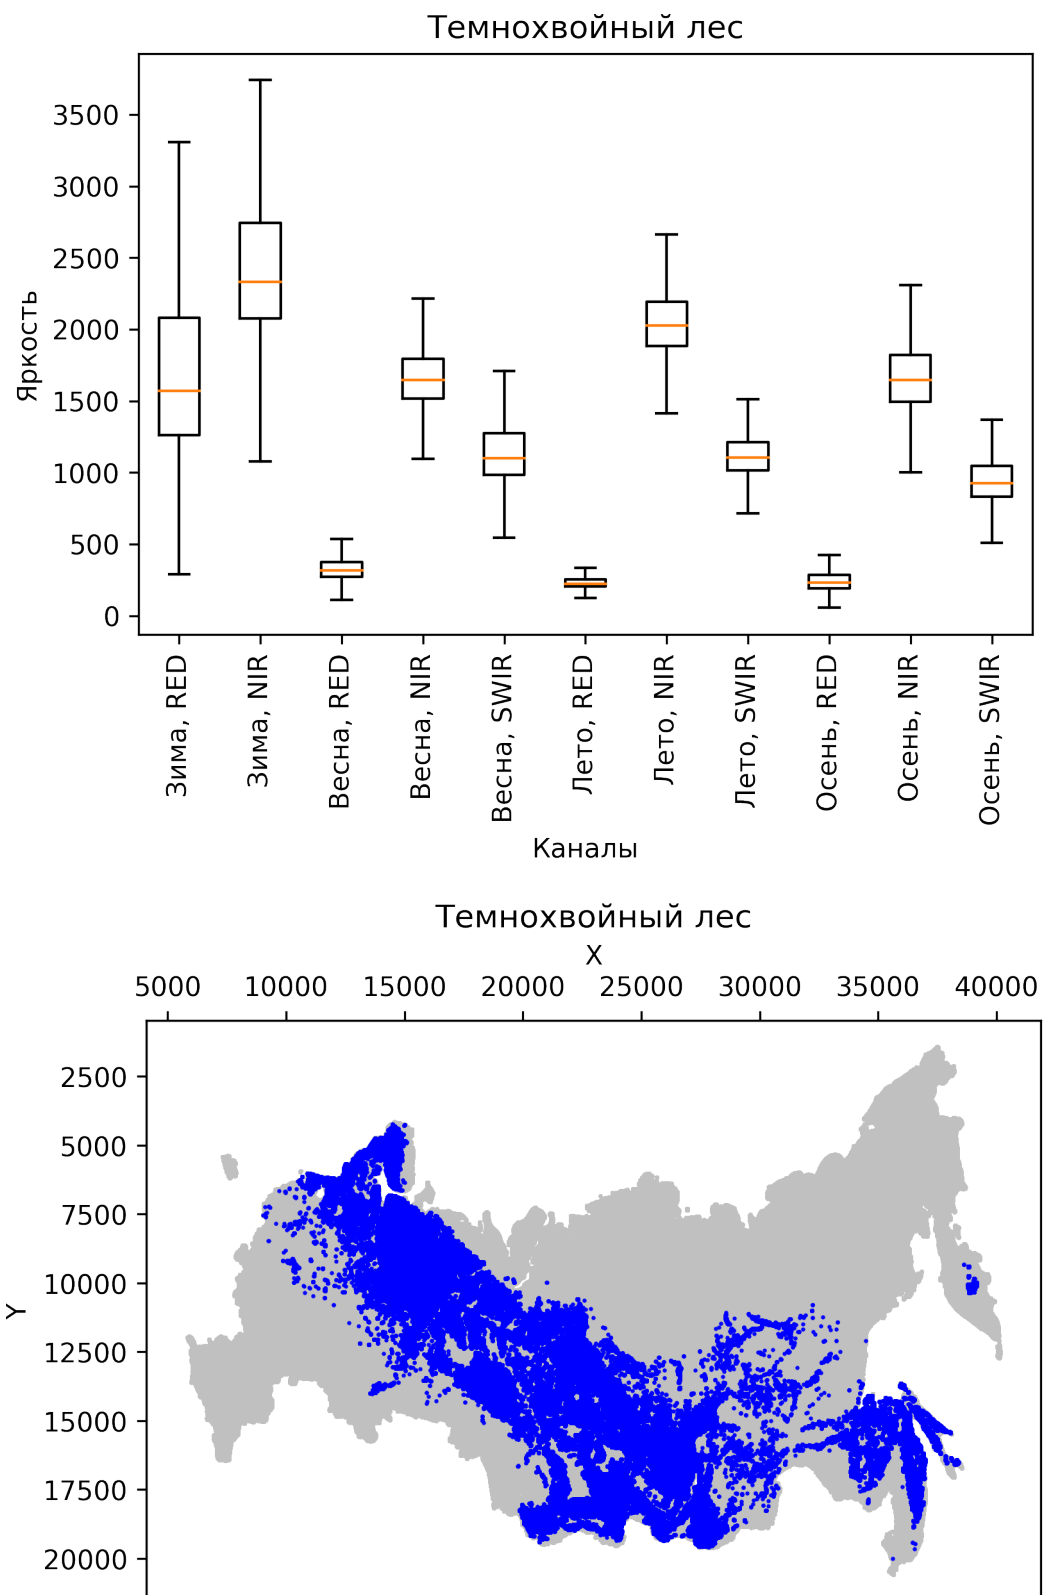 Темнохвойный лес
3500
3000
2500
2000
1500
1000
500
0
Яркость
Зима, RED
Зима, NIR
Весна, RED
Весна, NIR
Весна, SWIR
Лето, RED
Лето, NIR
Лето, SWIR
Осень, RED
Осень, NIR
Осень, SWIR
Каналы
Темнохвойный лес
X
5000 10000 15000 20000 25000 30000 35000 40000
2500
5000
7500
10000
12500
15000
17500
20000
Y